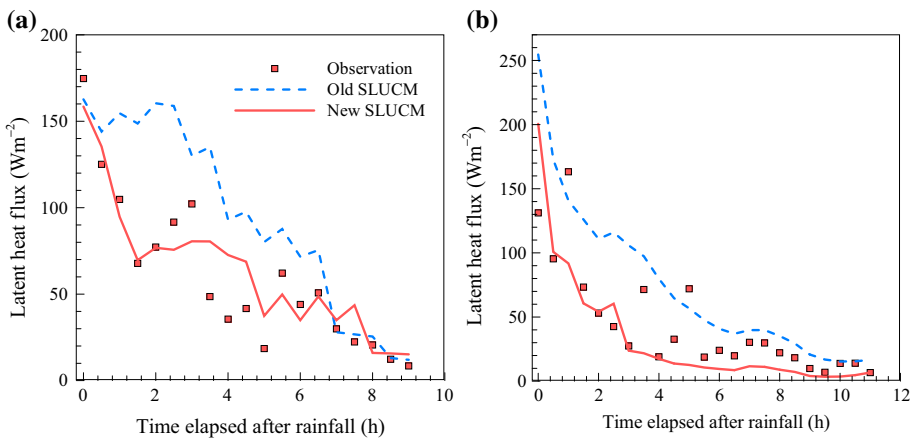 (a)
200
150
100
50
0
0 2 4 6 8 10
Latent heat flux (Wm⁻²)
Time elapsed after rainfall (h)
Observation
Old SLUCM
New SLUCM
(b)
250
200
150
100
50
0
0 2 4 6 8 10 12
Latent heat flux (Wm⁻²)
Time elapsed after rainfall (h)